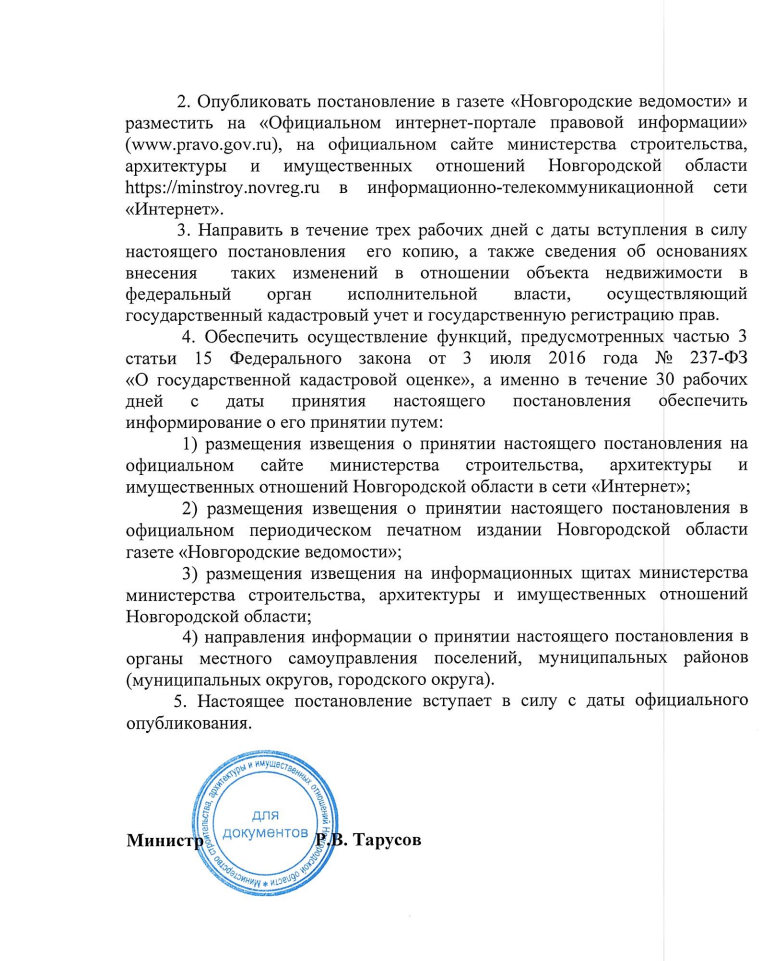 2. Опубликовать постановление в газете «Новгородские ведомости» и
разместить на «Официальном интернет-портале правовой информации»
(www.pravo.gov.ru), на официальном сайте министерства строительства,
архитектуры и имущественных отношений Новгородской области
https://minstroy.novreg.ru в информационно-телекоммуникационной сети
«Интернет».
3. Направить в течение трех рабочих дней с даты вступления в силу
настоящего постановления его копию, а также сведения об основаниях
внесения таких изменений в отношении объекта недвижимости в
федеральный орган исполнительной власти, осуществляющий
государственный кадастровый учет и государственную регистрацию прав.
4. Обеспечить осуществление функций, предусмотренных частью 3
статьи 15 Федерального закона от 3 июля 2016 года № 237-ФЗ
«О государственной кадастровой оценке», а именно в течение 30 рабочих
дней с даты принятия настоящего постановления обеспечить
информирование о его принятии путем:
1) размещения извещения о принятии настоящего постановления на
официальном сайте министерства строительства, архитектуры и
имущественных отношений Новгородской области в сети «Интернет»;
2) размещения извещения о принятии настоящего постановления в
официальном периодическом печатном издании Новгородской области
газете «Новгородские ведомости»;
3) размещения извещения на информационных щитах министерства
министерства строительства, архитектуры и имущественных отношений
Новгородской области;
4) направления информации о принятии настоящего постановления в
органы местного самоуправления поселений, муниципальных районов
(муниципальных округов, городского округа).
5. Настоящее постановление вступает в силу с даты официального
опубликования.
Министерство строительства, архитектуры и имущественных отношений Новгородской области *
для
документов
Министр Р.В. Тарусов